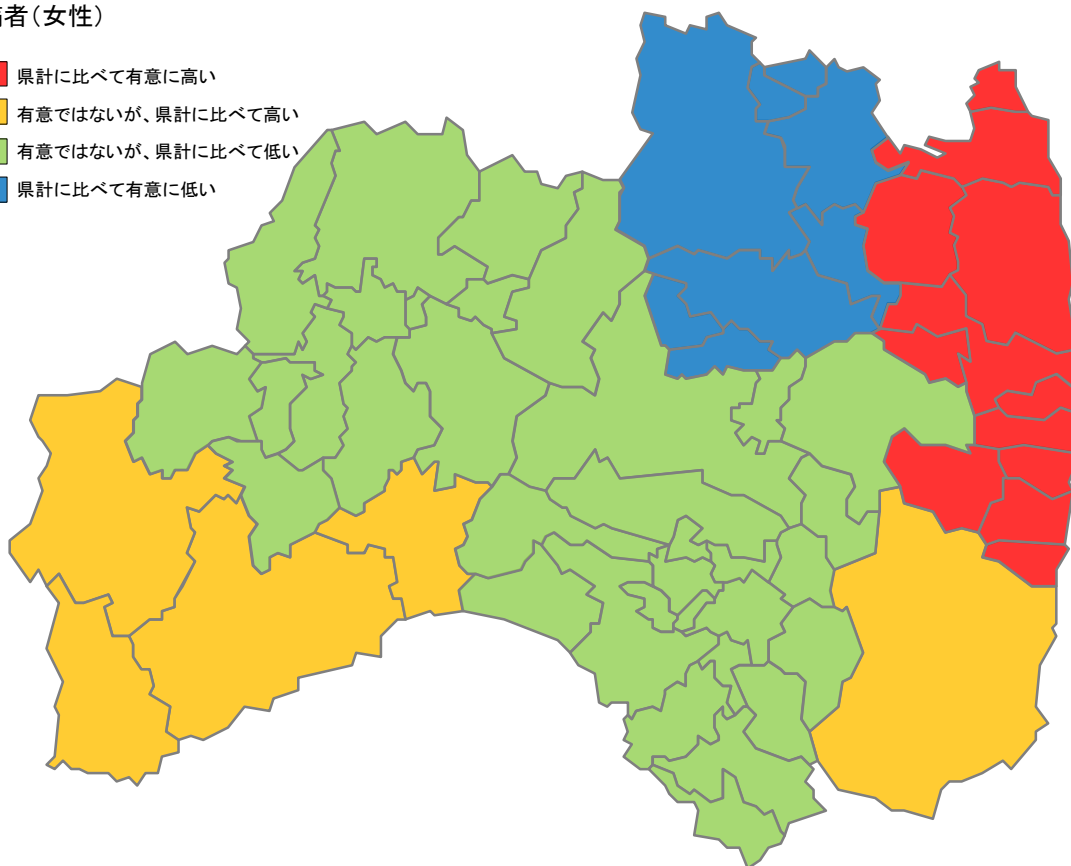 者（女性）
県計に比べて有意に高い
有意ではないが、県計に比べて高い
有意ではないが、県計に比べて低い
県計に比べて有意に低い